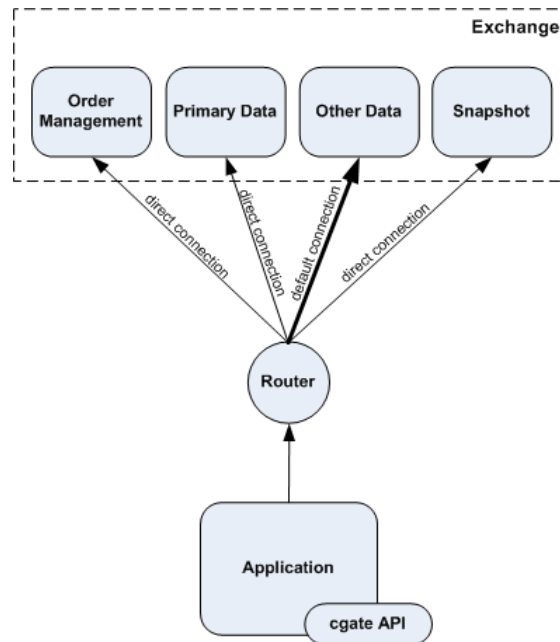 Exchange
Order
Management
Primary Data
Other Data
Snapshot
direct connection
direct connection
default connection
direct connection
Router
Application
cgate API